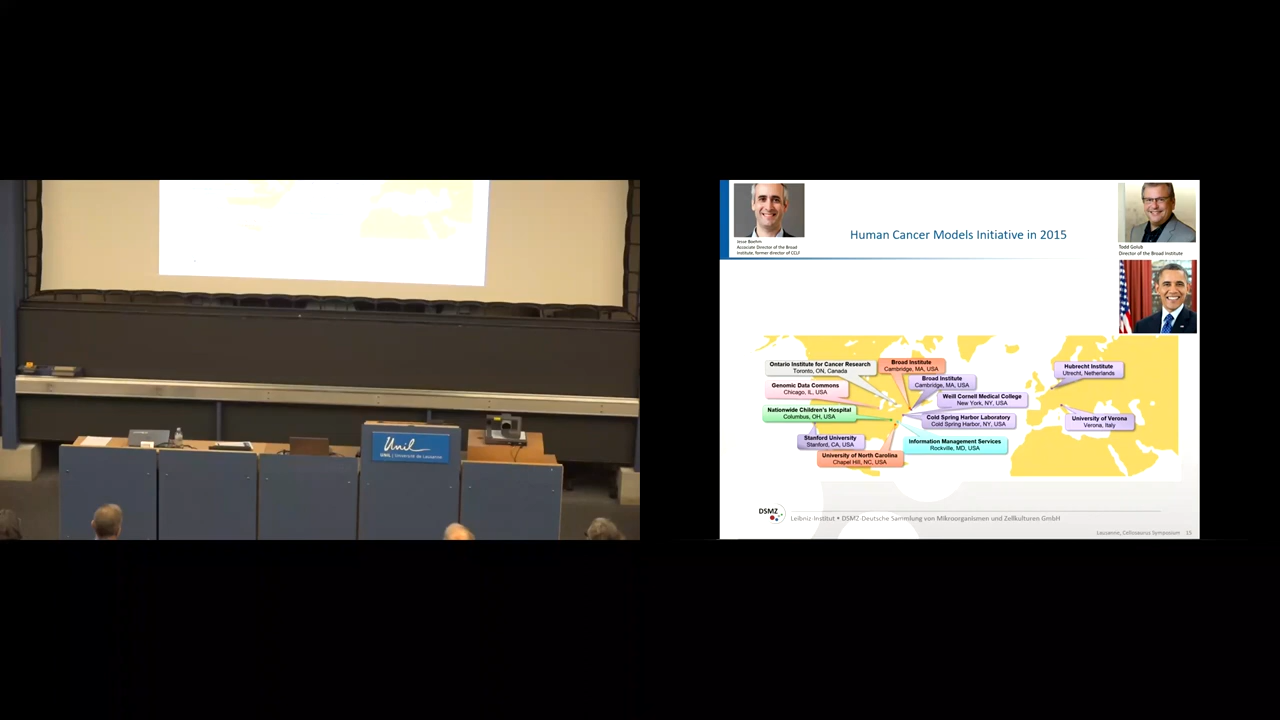 Unil
UNIL | Université de Lausanne
Jesse Boehm
Associate Director of the Broad
Institute, former director of CCLF
Human Cancer Models Initiative in 2015
Todd Golub
Director of the Broad Institute
Ontario Institute for Cancer Research
Toronto, ON, Canada
Broad Institute
Cambridge, MA, USA
Hubrecht Institute
Utrecht, Netherlands
Genomic Data Commons
Chicago, IL, USA
Broad Institute
Cambridge, MA, USA
Weill Cornell Medical College
New York, NY, USA
Nationwide Children's Hospital
Columbus, OH, USA
Cold Spring Harbor Laboratory
Cold Spring Harbor, NY, USA
University of Verona
Verona, Italy
Stanford University
Stanford, CA, USA
Information Management Services
Rockville, MD, USA
University of North Carolina
Chapel Hill, NC, USA
DSMZ
Leibniz-Institut • DSMZ-Deutsche Sammlung von Mikroorganismen und Zellkulturen GmbH
Lausanne, Cellosaurus Symposium 15